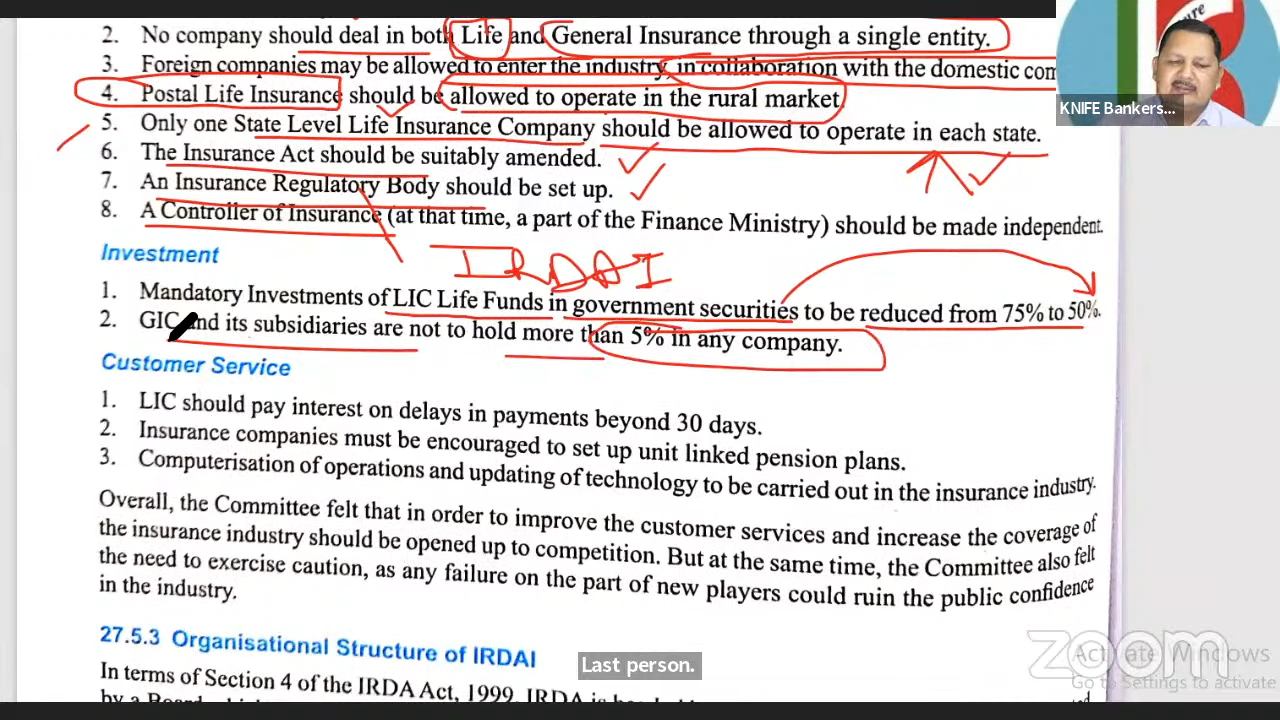 2. No company should deal in both Life and General Insurance through a single entity.
3. Foreign companies may be allowed to enter the industry in collaboration with the domestic com
4. Postal Life Insurance should be allowed to operate in the rural market.
5. Only one State Level Life Insurance Company should be allowed to operate in each state.
6. The Insurance Act should be suitably amended.
7. An Insurance Regulatory Body should be set up.
8. A Controller of Insurance (at that time, a part of the Finance Ministry) should be made independent.
IRDAI
Investment
1. Mandatory Investments of LIC Life Funds in government securities to be reduced from 75% to 50%.
2. GIC and its subsidiaries are not to hold more than 5% in any company.
Customer Service
1. LIC should pay interest on delays in payments beyond 30 days.
2. Insurance companies must be encouraged to set up unit linked pension plans.
3. Computerisation of operations and updating of technology to be carried out in the insurance industry.
Overall, the Committee felt that in order to improve the customer services and increase the coverage of
the insurance industry should be opened up to competition. But at the same time, the Committee also felt
the need to exercise caution, as any failure on the part of new players could ruin the public confidence
in the industry.
27.5.3 Organisational Structure of IRDAI
In terms of Section 4 of the IRDA Act, 1999, IRDA is
KNIFE Bankers...
Last person.
zoom
Activate Windows
Go to Settings to activate